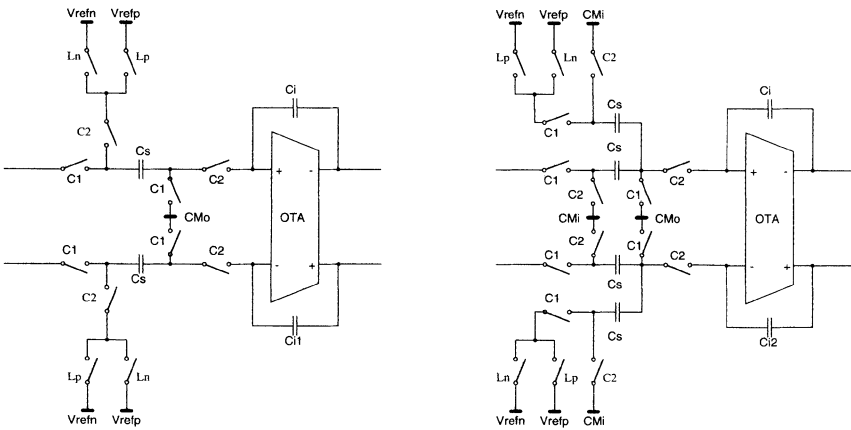 Vrefn Vrefp
Ln Lp
C2
Ci
Cs
C1 C2
+ -
C1
CMo
OTA
C1
C1 C2
- +
Cs
C2
Ci1
Lp Ln
Vrefn Vrefp
Vrefn Vrefp CMi
Lp Ln C2
Cs
Ci
C1
Cs
C1 C2
+ -
C2 C1
CMi CMo
OTA
C2 C1
C1 C2
- +
Cs
C1
Cs
Ci2
Ln Lp C2
Vrefn Vrefp CMi